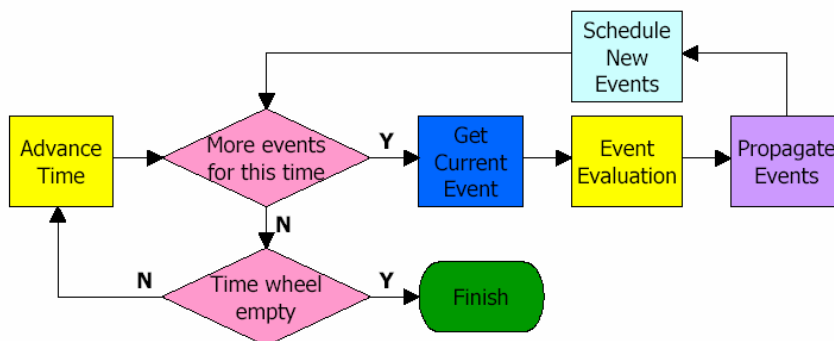 Schedule
New
Events
Advance
Time
More events
for this time
Y
Get
Current
Event
Event
Evaluation
Propagate
Events
N
N
Time wheel
empty
Y
Finish